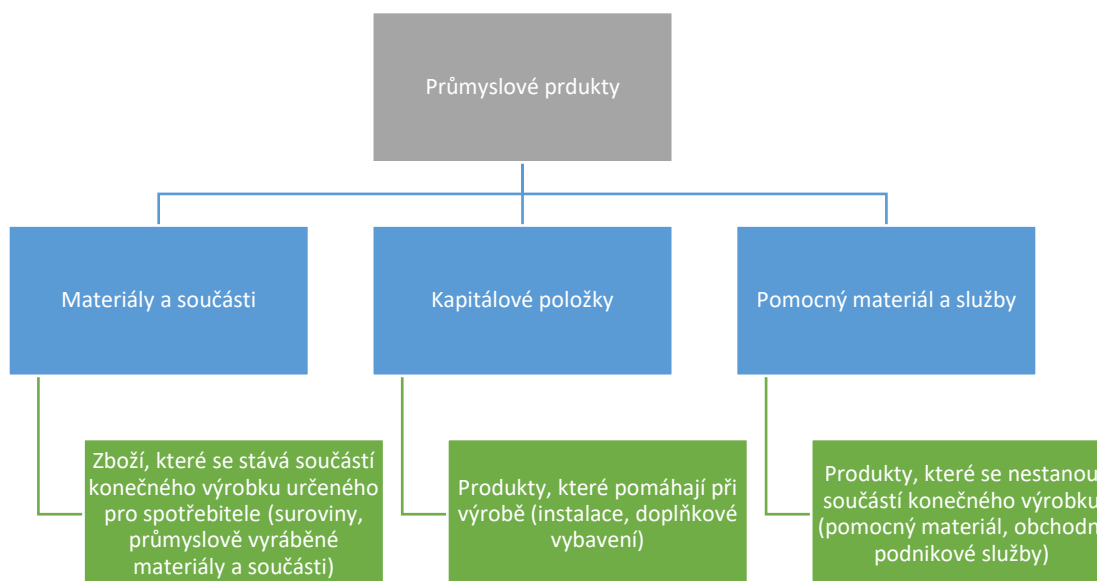 Průmyslové prdukty
Materiály a součásti
Kapitálové položky
Pomocný materiál a služby
Zboží, které se stává součástí
konečného výrobku určeného
pro spotřebitele (suroviny,
průmyslově vyráběné
materiály a součásti)
Produkty, které pomáhají při
výrobě (instalace, doplňkové
vybavení)
Produkty, které se nestanou
součástí konečného výrobku
(pomocný materiál, obchodn
podnikové služby)